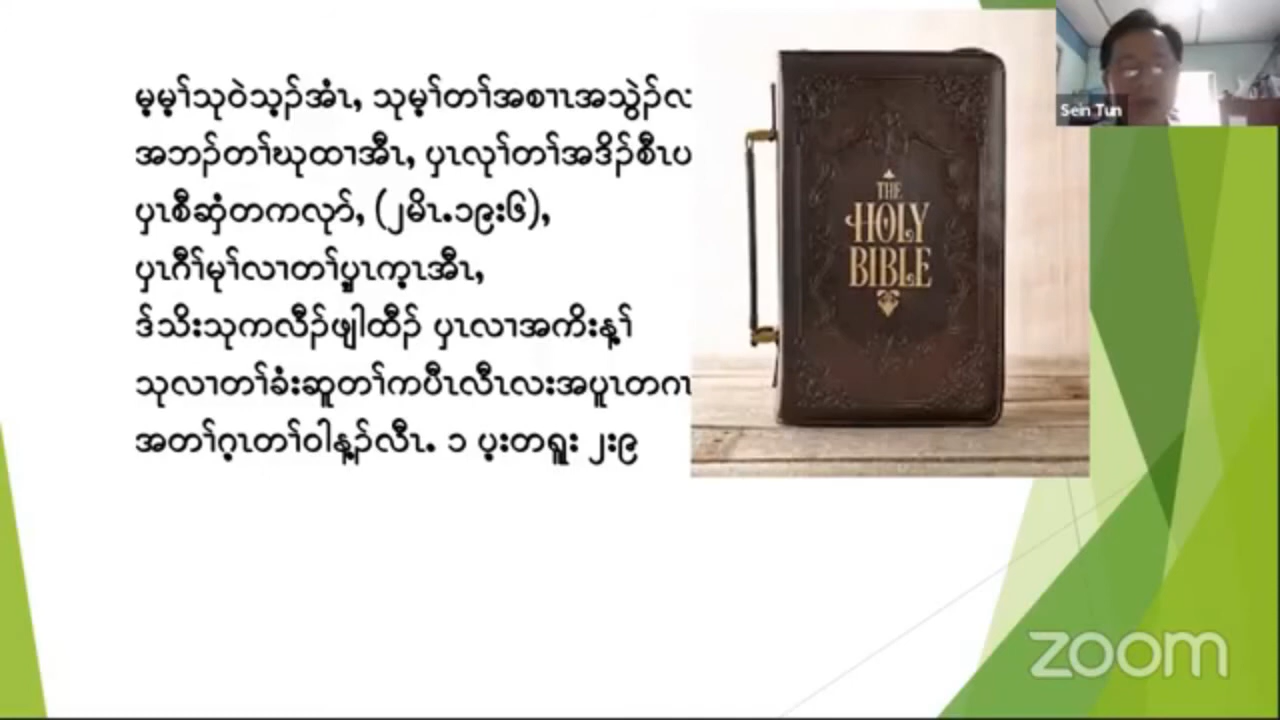 မ့မ့ၢ်သုဝဲသ့ၣ်အံၤ, သုမ့ၢ်တၢ်အစၢၤအသွဲၣ်လ
အဘၣ်တၢ်ဃုထၢအီၤ, ပှၤလုၢ်တၢ်အဒိၣ်စီၤပ
ပှၤစီဆှံတကလုာ်, (၂မိၤ.၁၉း၆),
ပှၤဂီၢ်မုၢ်လၢတၢ်ပှ့ၤက့ၤအီၤ,
ဒ်သိးသုကလီၣ်ဖျါထီၣ် ပှၤလၢအကိးန့ၢ်
သုလၢတၢ်ခံးဆူတၢ်ကပီၤလီၤလးအပူၤတဂၤ
အတၢ်ဂ့ၤတၢ်ဝါန့ၣ်လီၤ. ၁ ပ့းတရူး ၂း၉
THE
HOLY
BIBLE
Sein Tun
zoom